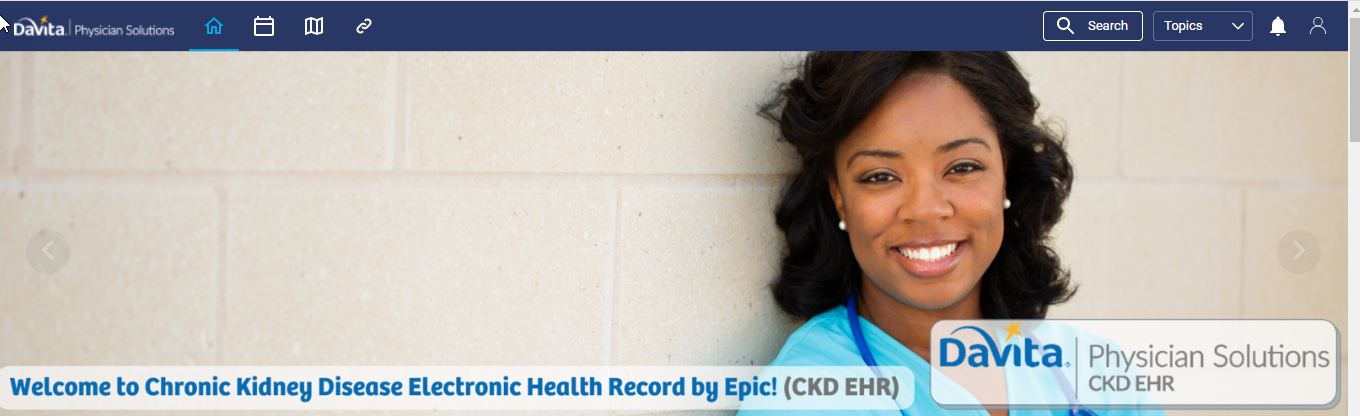 DaVita. | Physician Solutions
Search
Topics
Welcome to Chronic Kidney Disease Electronic Health Record by Epic! (CKD EHR)
DaVita. | Physician Solutions
CKD EHR